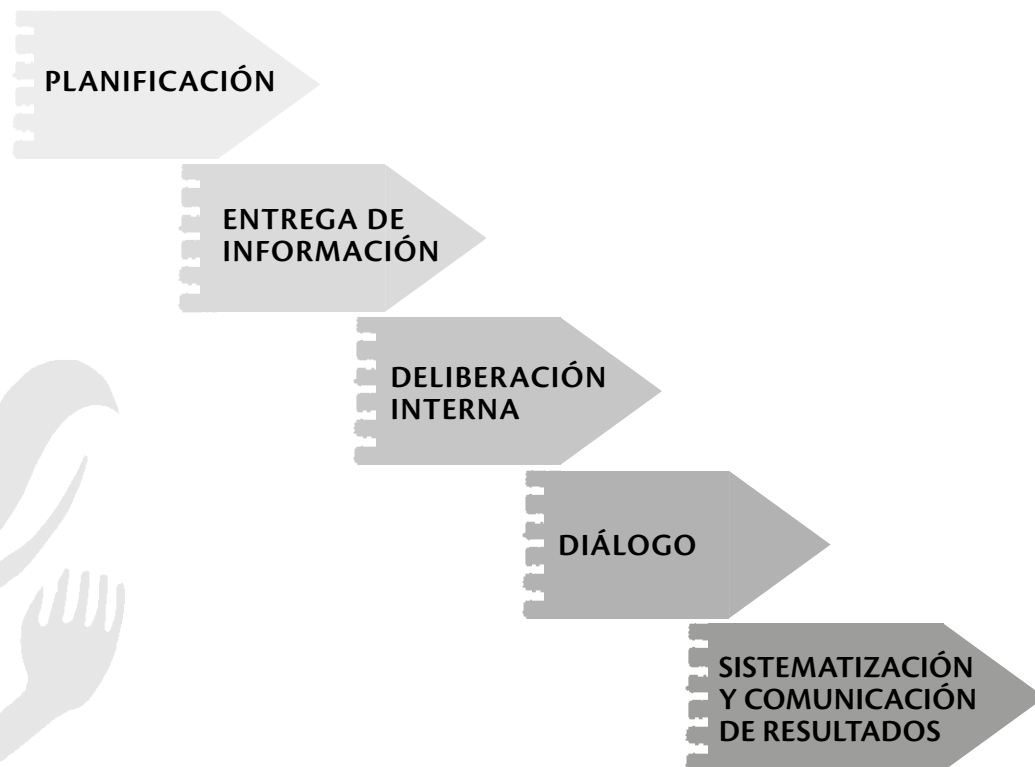 PLANIFICACIÓN
ENTREGA DE
INFORMACIÓN
DELIBERACIÓN
INTERNA
DIÁLOGO
SISTEMATIZACIÓN
Y COMUNICACIÓN
DE RESULTADOS